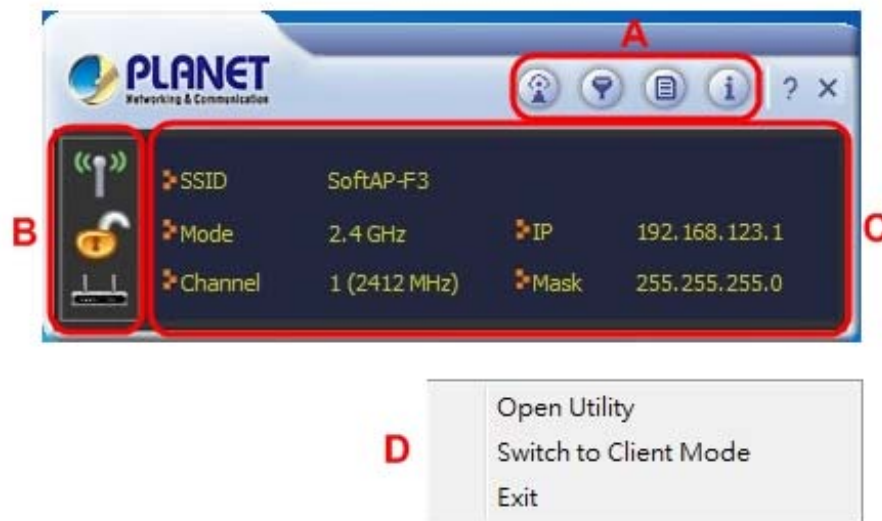 A
PLANET
Networking & Communication
? ×
B
SSID SoftAP-F3
Mode 2.4 GHz IP 192.168.123.1
Channel 1 (2412 MHz) Mask 255.255.255.0
C
D
Open Utility
Switch to Client Mode
Exit